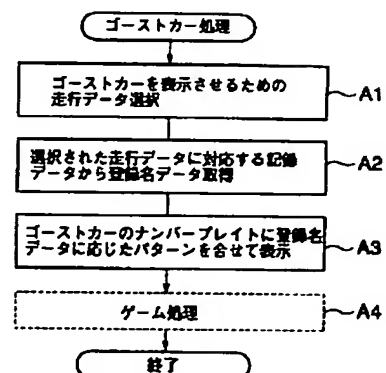 ゴーストカー処理
ゴーストカーを表示させるための
走行データ選択
A1
選択された走行データに対応する記録
データから登録名データ取得
A2
ゴーストカーのナンバープレイトに登録名
データに応じたパターンを合せて表示
A3
ゲーム処理
A4
終了